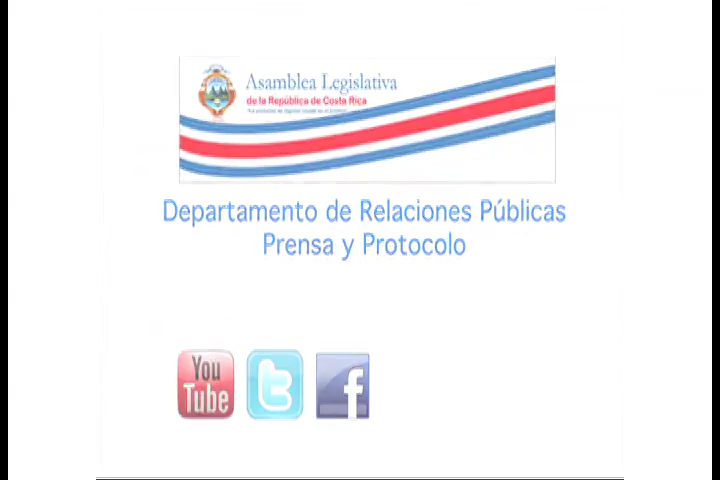 Asamblea Legislativa
de la República de Costa Rica
Departamento de Relaciones Públicas
Prensa y Protocolo
You
Tube